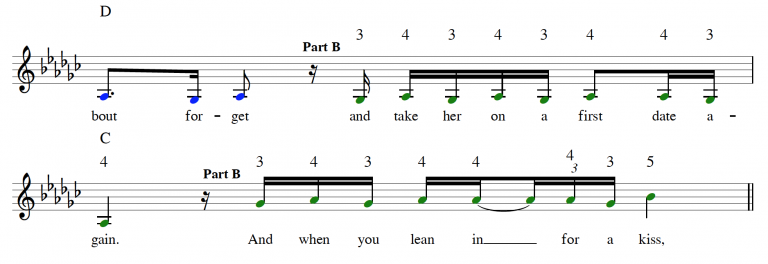 D
Part B
3 4 3 4 3 4 4 3
bout for - get and take her on a first date a -
C
4 Part B 3 4 3 4 4 4 3 5
3
gain. And when you lean in____ for a kiss,